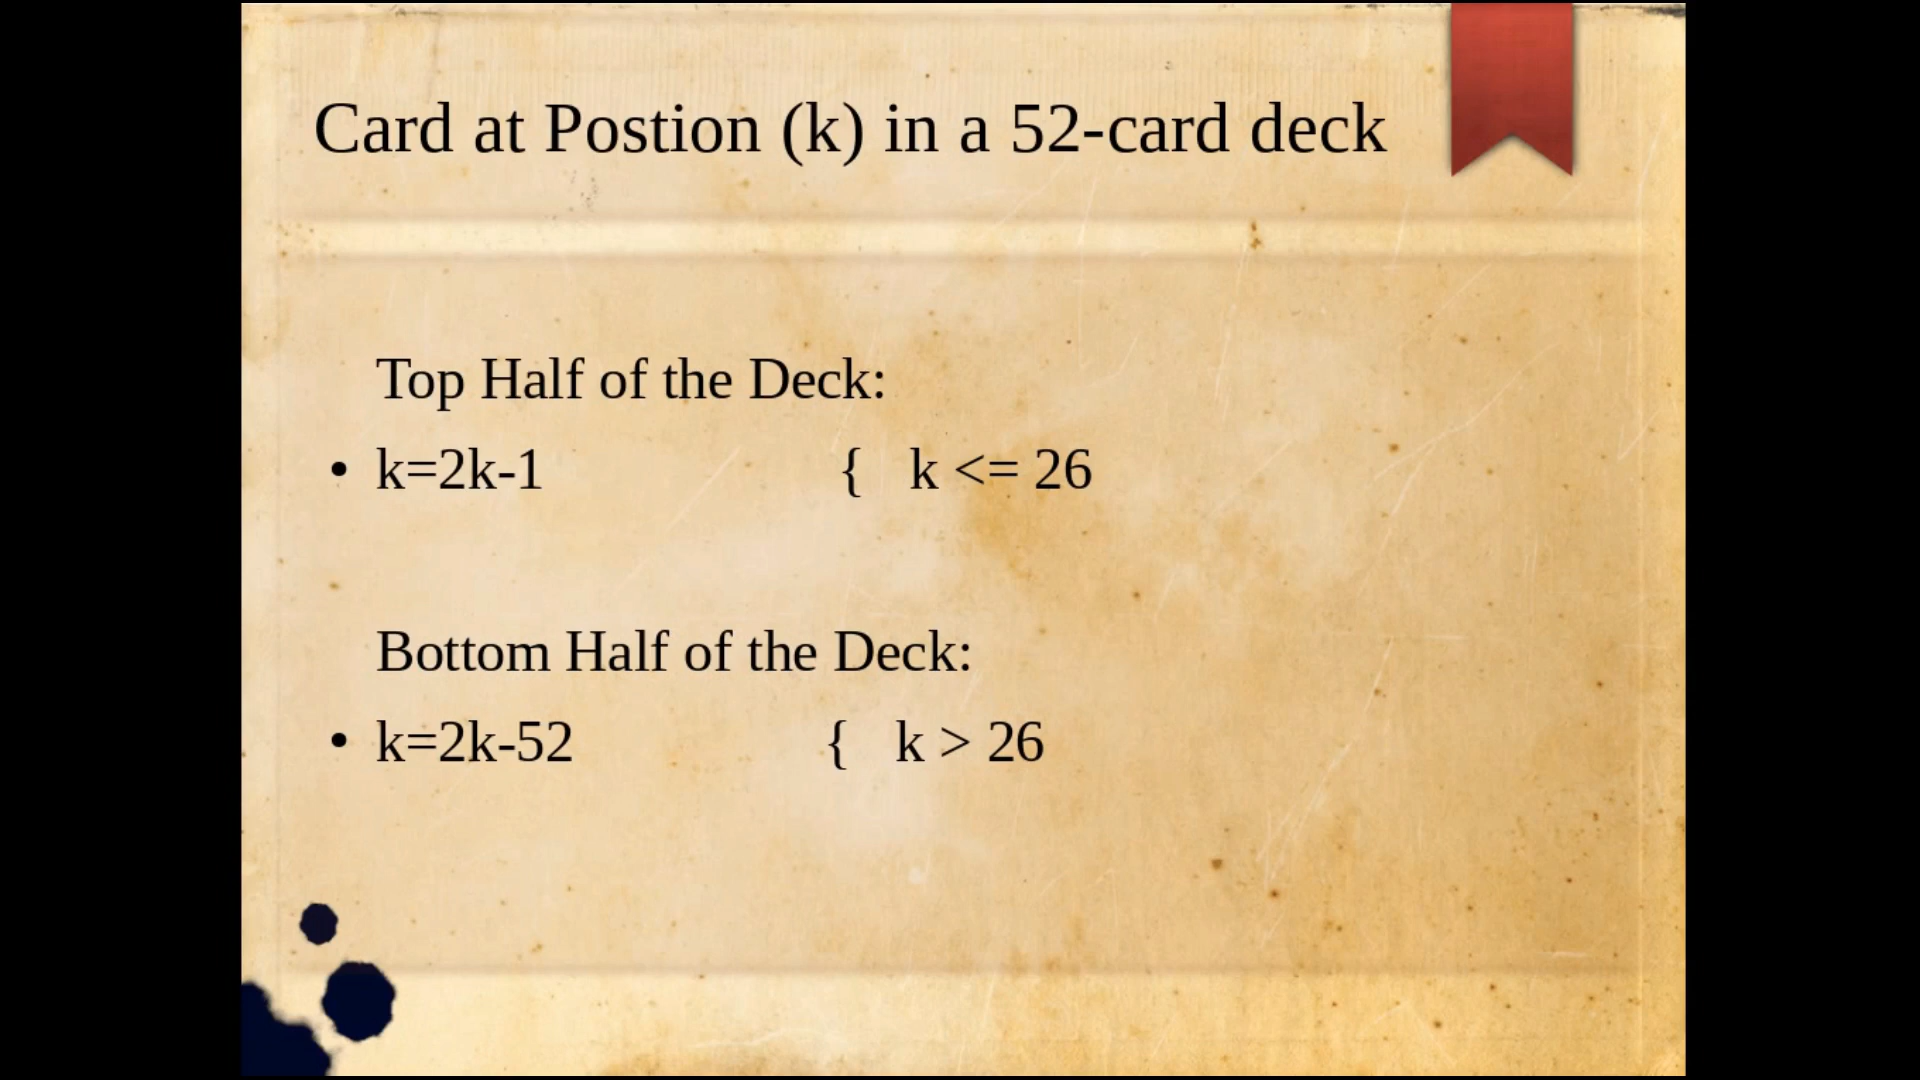 Card at Postion (k) in a 52-card deck
Top Half of the Deck:
• k=2k-1 { k <= 26
Bottom Half of the Deck:
• k=2k-52 { k > 26